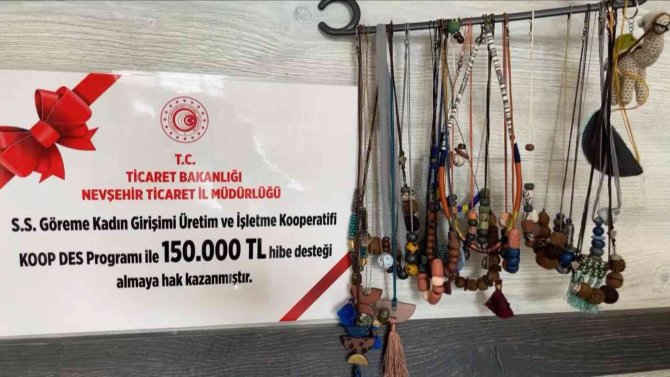 T.C.
TİCARET BAKANLIĞI
NEVŞEHİR TİCARET İL MÜDÜRLÜĞÜ
S.S. Göreme Kadın Girişimi Üretim ve İşletme Kooperatifi
KOOP DES Programı ile 150.000 TL hibe desteği
almaya hak kazanmıştır.